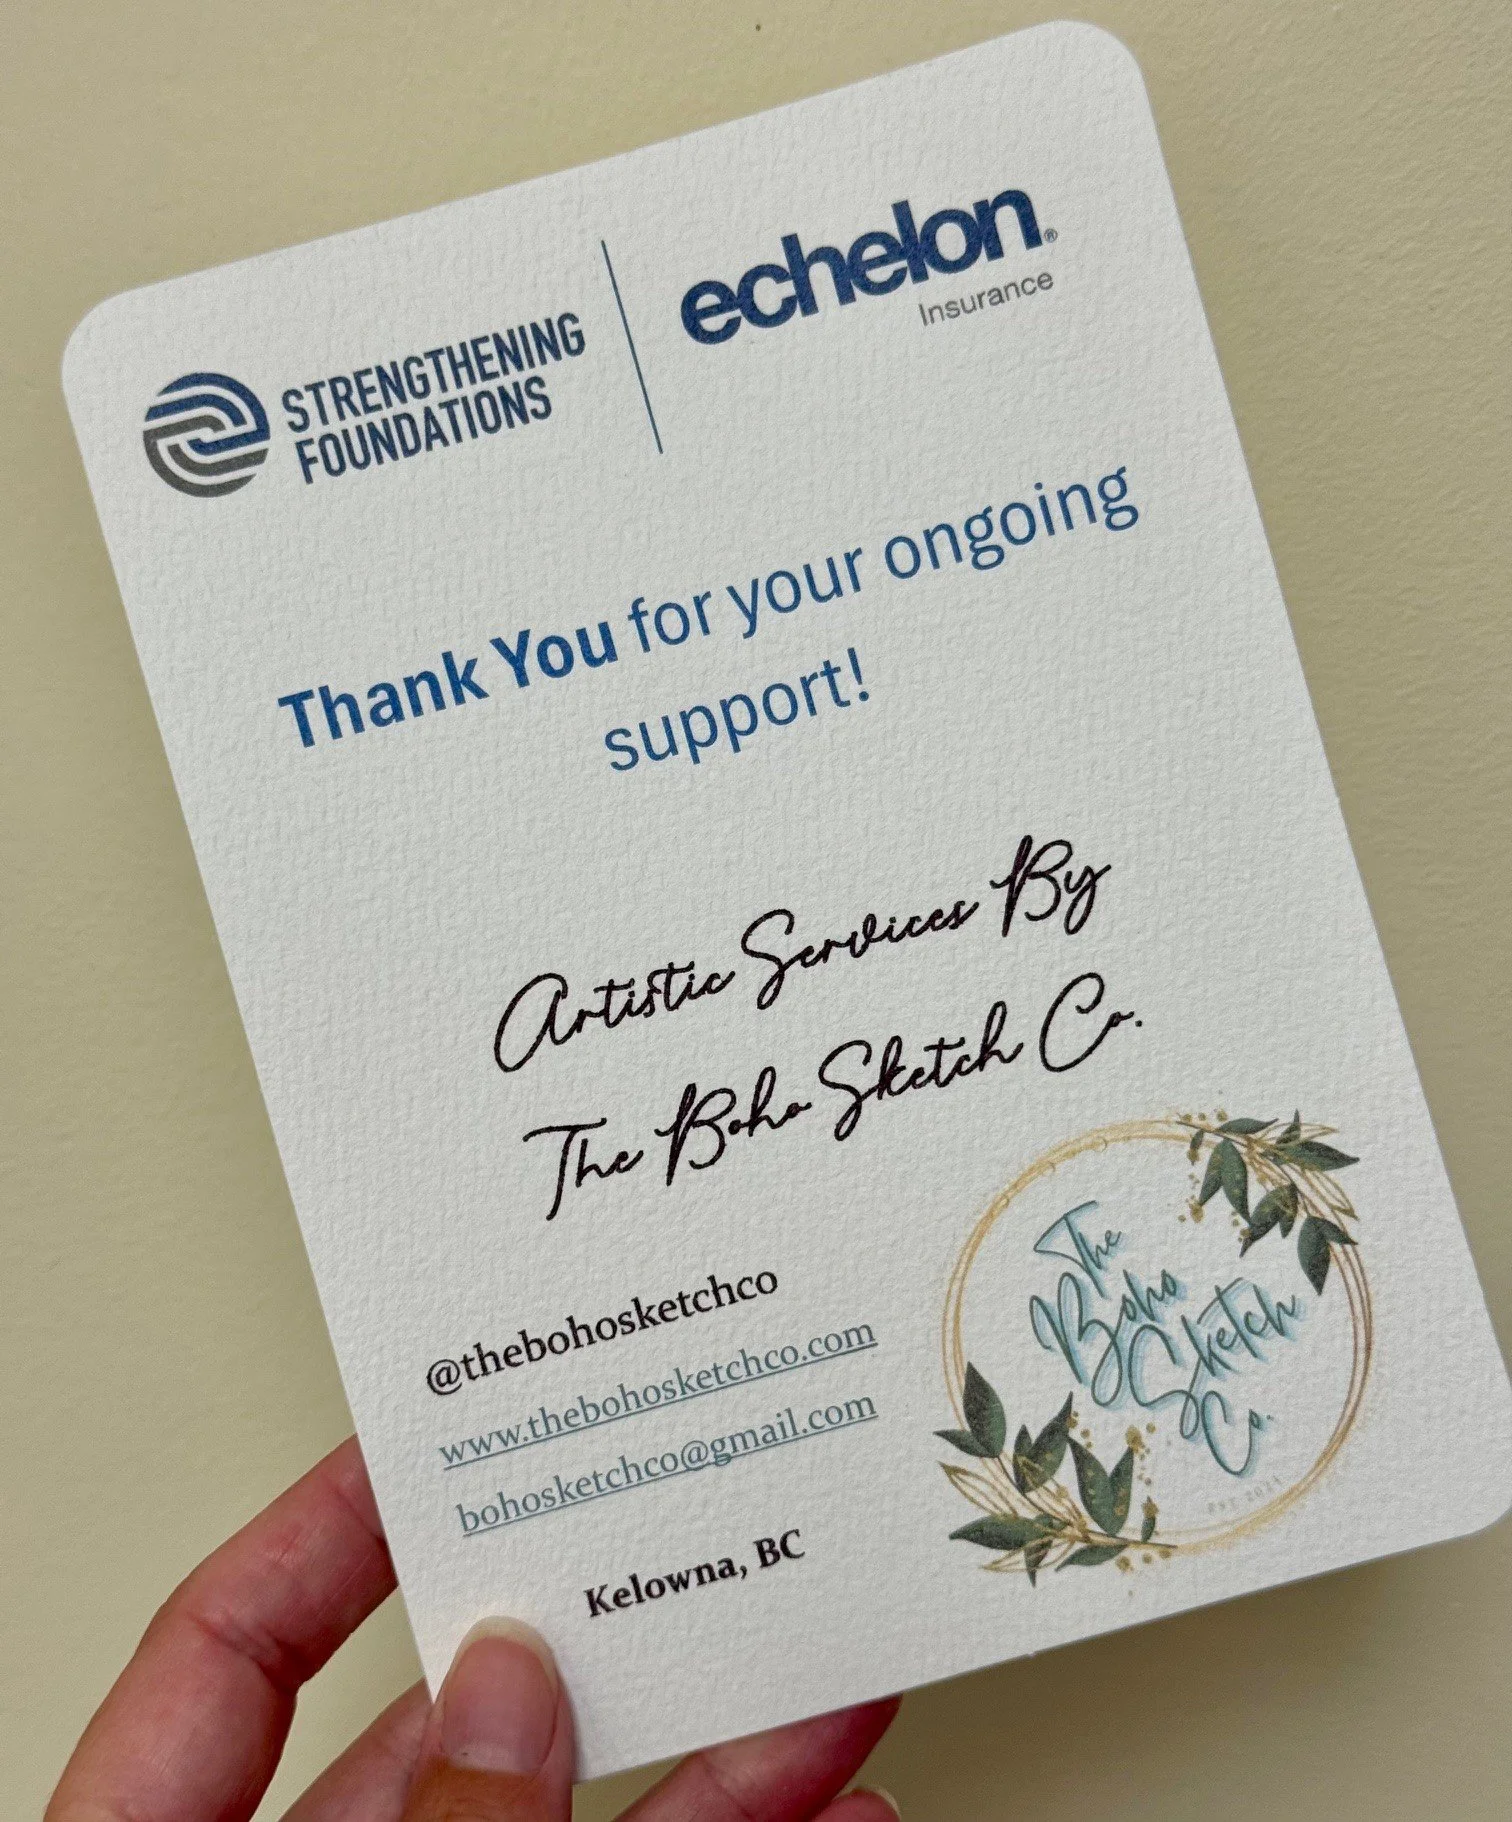 STRENGTHENING
FOUNDATIONS
echelon®
Insurance
Thank You for your ongoing
support!
Artistic Services By
The Boho Sketch Co.
@thebohosketchco
www.thebohosketchco.com
bohosketchco@gmail.com
Kelowna, BC
The
Boho
Sketch
Co.